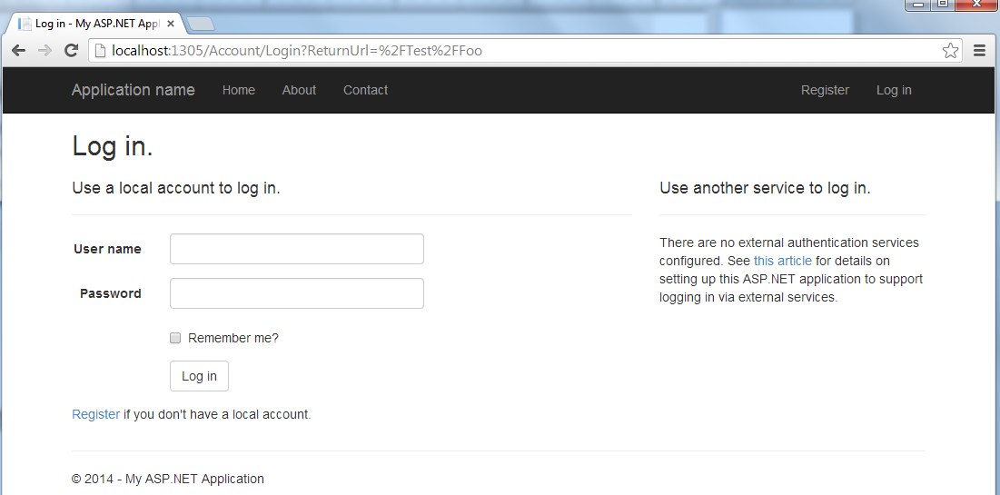 Log in - My ASP.NET Appl
localhost:1305/Account/Login?ReturnUrl=%2FTest%2FFoo
Application name Home About Contact Register Log in
Log in.
Use a local account to log in.
User name
Password
Remember me?
Log in
Register if you don't have a local account.
Use another service to log in.
There are no external authentication services
configured. See this article for details on
setting up this ASP.NET application to support
logging in via external services.
© 2014 - My ASP.NET Application